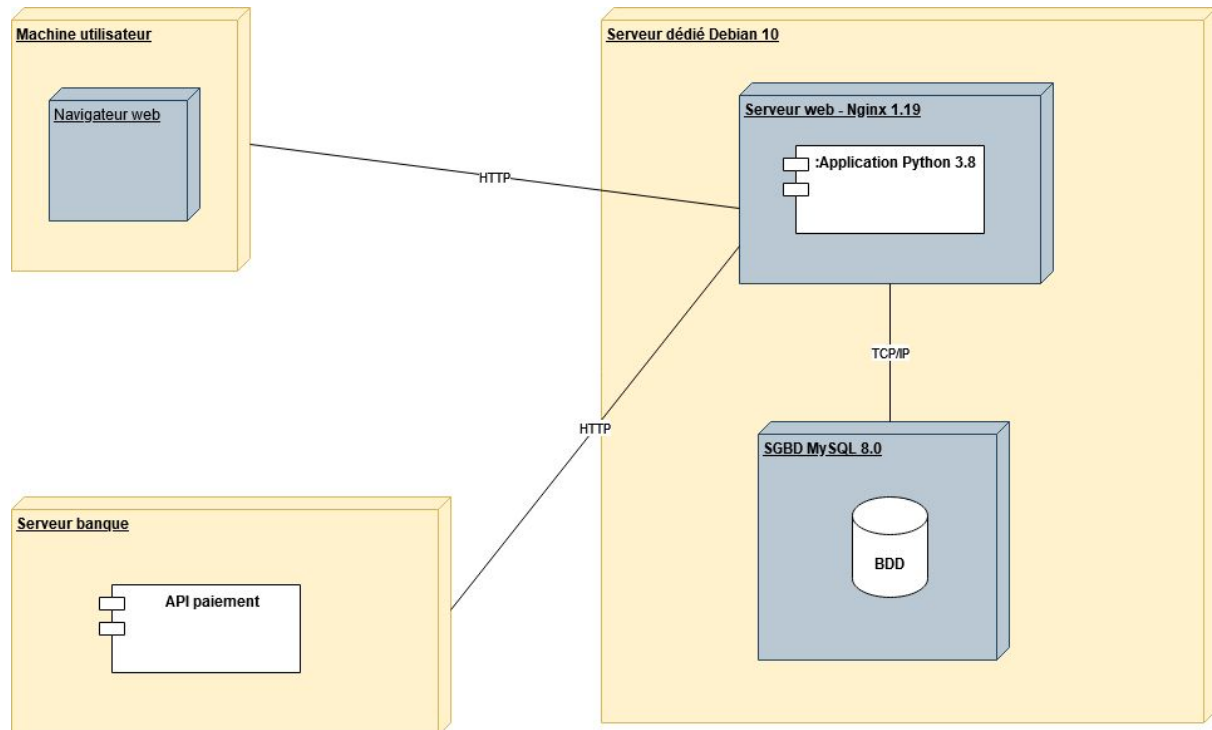 Machine utilisateur
Navigateur web
HTTP
Serveur dédié Debian 10
Serveur web - Nginx 1.19
:Application Python 3.8
TCP/IP
HTTP
SGBD MySQL 8.0
BDD
Serveur banque
API paiement